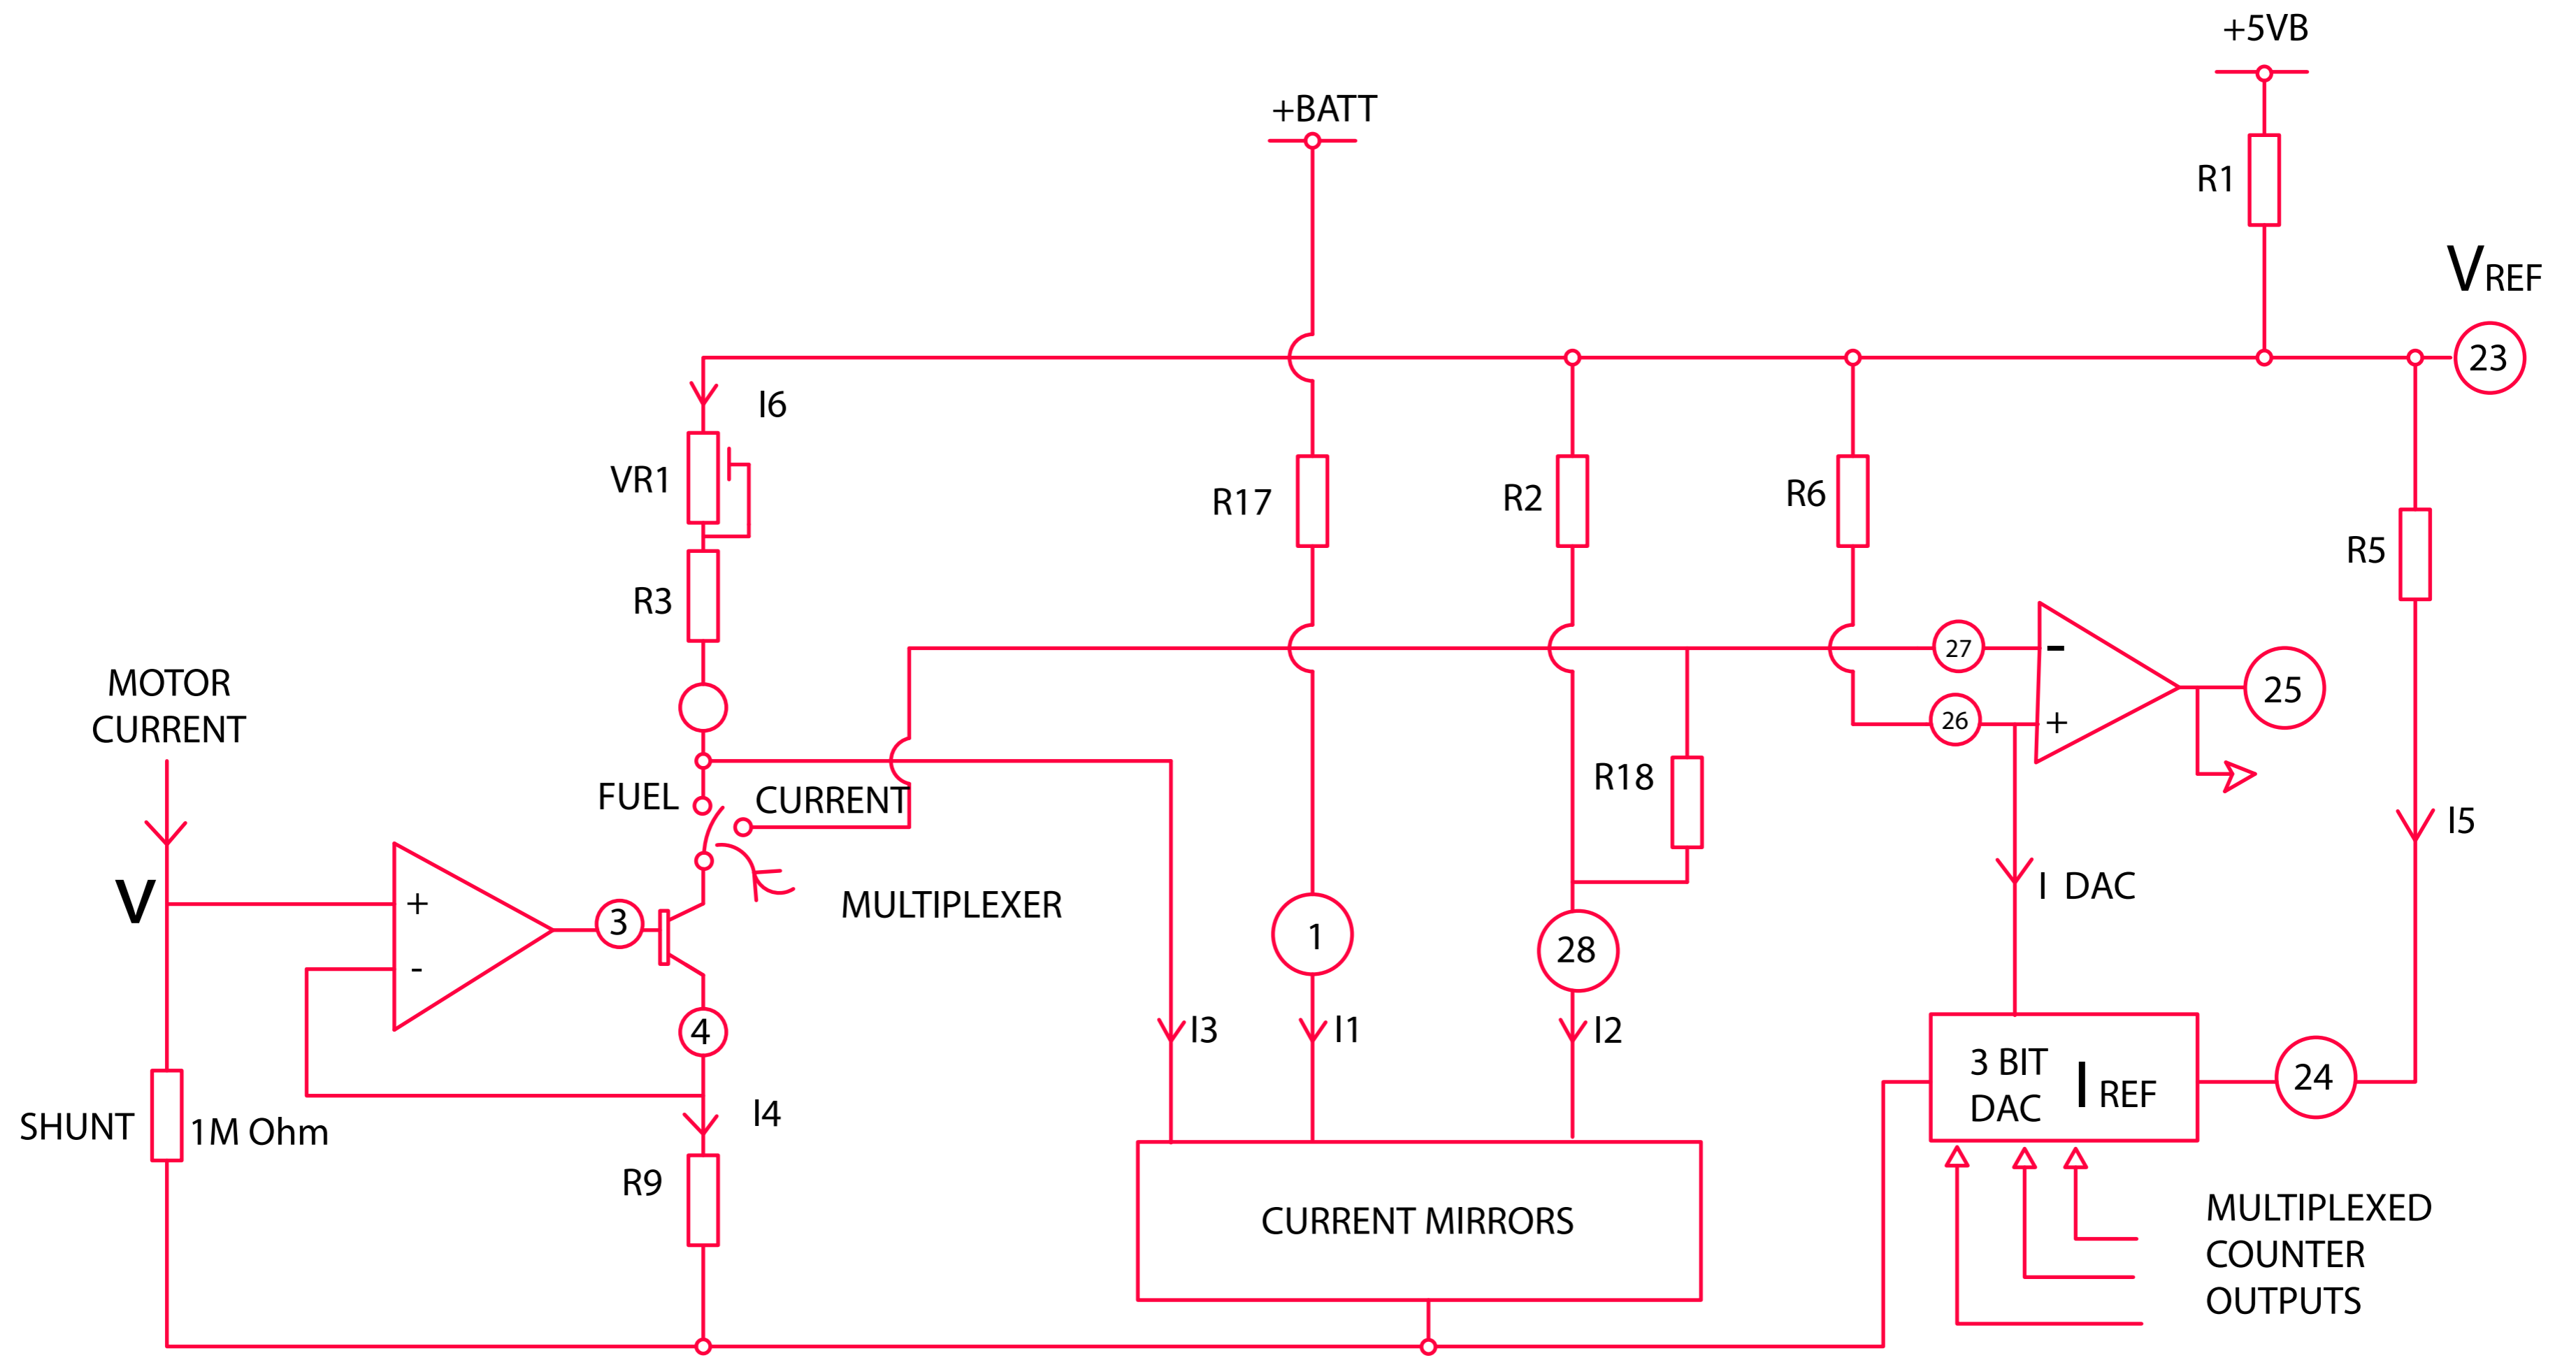 +5VB
+BATT
R1
VREF
23
I6
VR1
R17
R2
R6
R5
R3
27
-
25
26
+
MOTOR
CURRENT
FUEL
CURRENT
R18
I5
V
+
3
MULTIPLEXER
I DAC
-
1
28
4
I3
I1
I2
SHUNT
1M Ohm
I4
3 BIT
DAC
I REF
24
R9
CURRENT MIRRORS
MULTIPLEXED
COUNTER
OUTPUTS